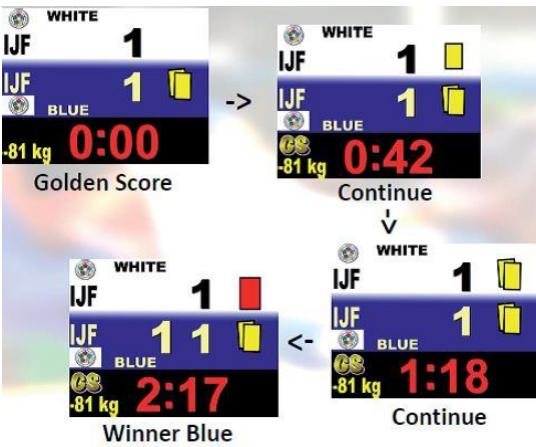 WHITE
IJF 1
IJF 1
BLUE
-81 kg 0:00
Golden Score
->
WHITE
IJF 1
IJF 1
BLUE
GS
-81 kg 0:42
Continue
->
WHITE
IJF 1
IJF 1
BLUE
GS
-81 kg 1:18
Continue
<-
WHITE
IJF 1
IJF 1 1
BLUE
GS
-81 kg 2:17
Winner Blue